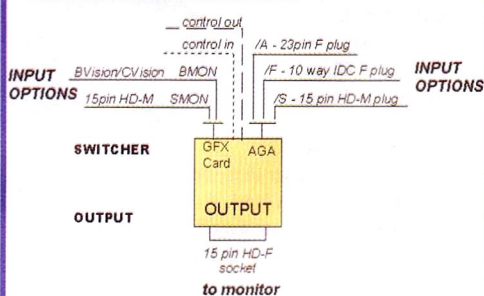 control out
control in
/A - 23pin F plug
INPUT OPTIONS
BVision/CVision BMON
/F - 10 way IDC F plug
INPUT OPTIONS
15pin HD-M SMON
/S - 15 pin HD-M plug
SWITCHER
GFX Card
AGA
OUTPUT
OUTPUT
15 pin HD-F
socket
to monitor